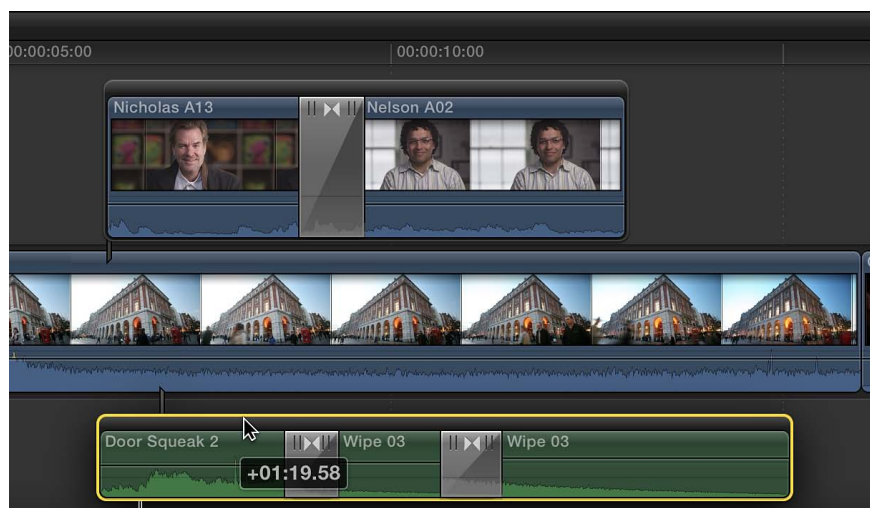 00:00:05:00
00:00:10:00
Nicholas A13
Nelson A02
Door Squeak 2
Wipe 03
Wipe 03
+01:19.58